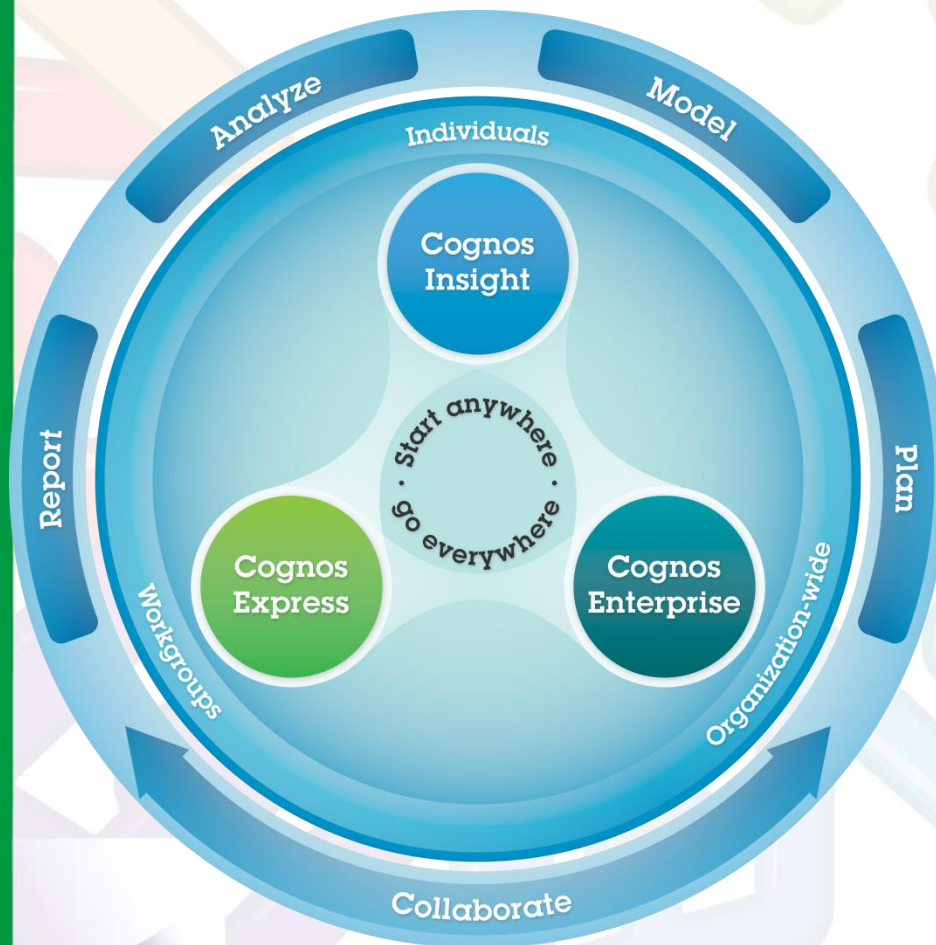 Analyze
Model
Individuals
Cognos
Insight
· Start anywhere ·
go everywhere
Report
Plan
Cognos
Express
Cognos
Enterprise
Workgroups
Organization-wide
Collaborate